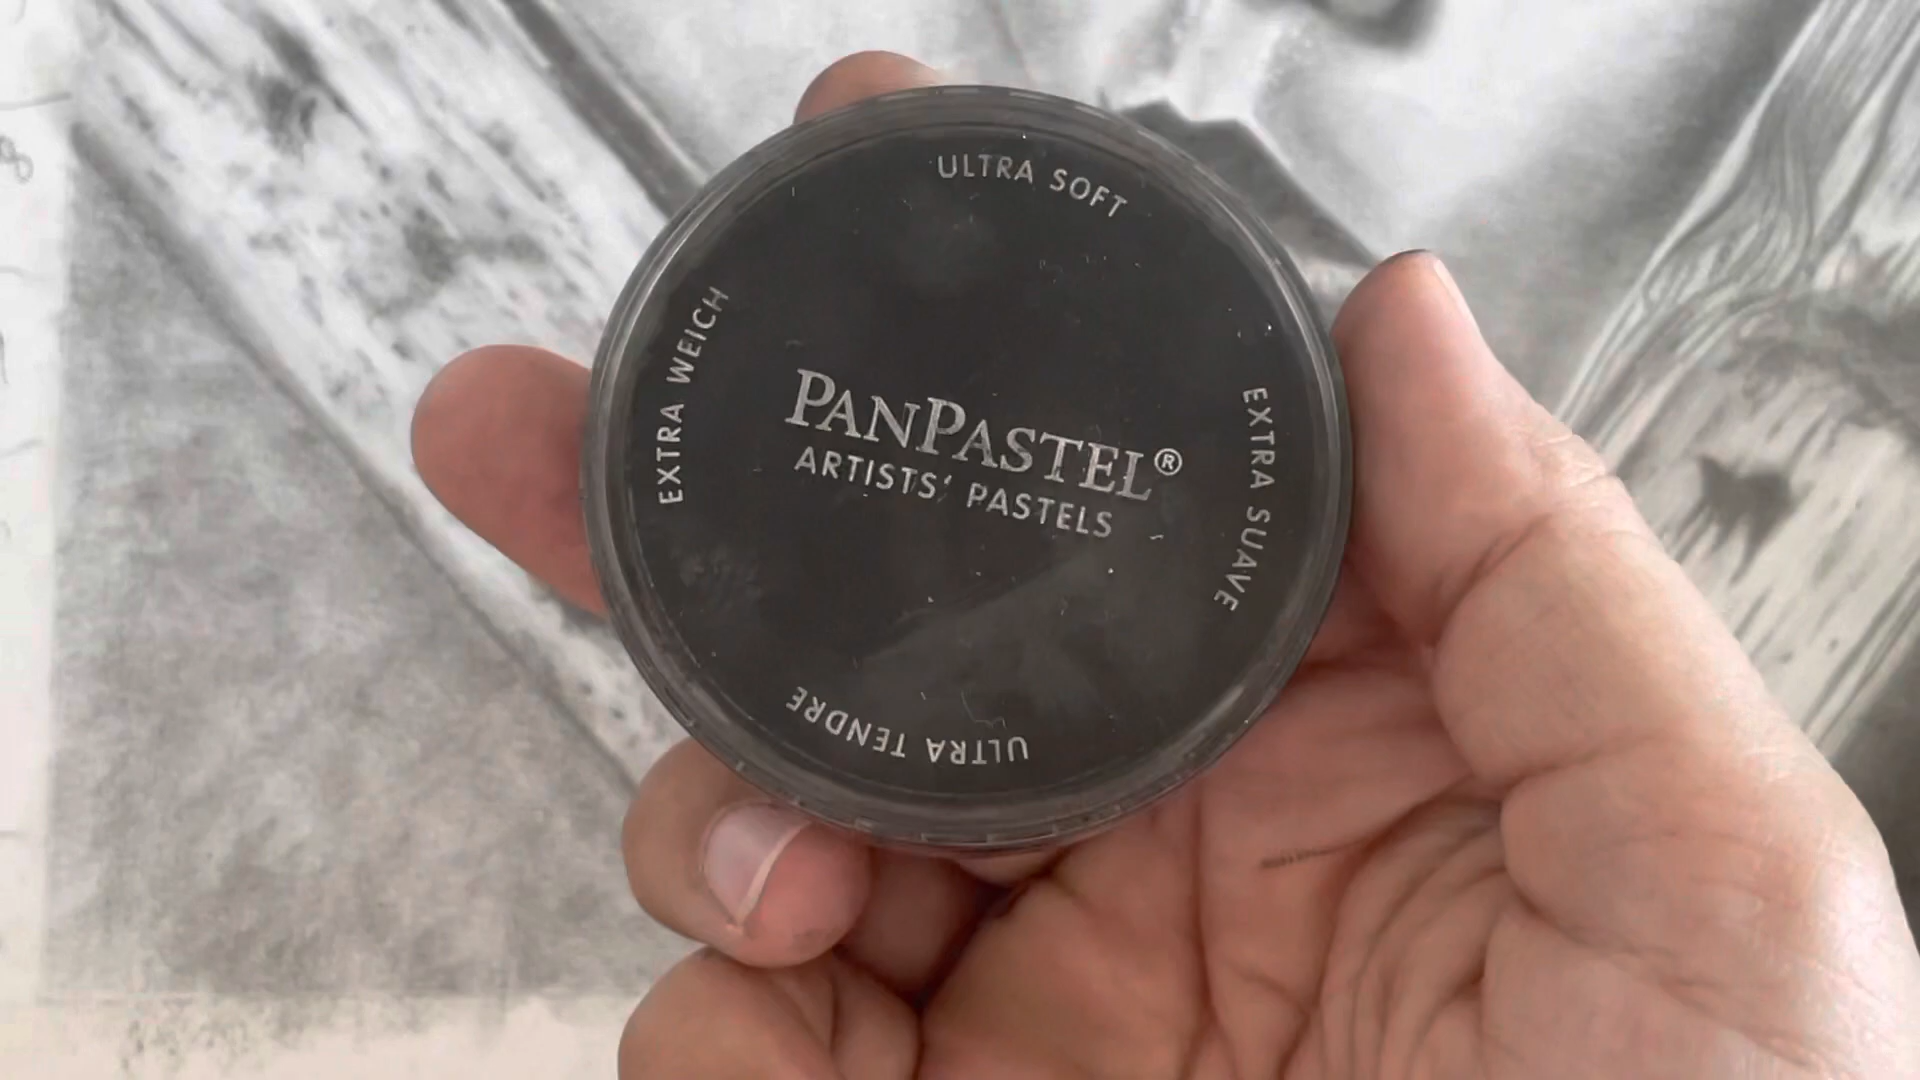 ULTRA SOFT
EXTRA WEICH
PANPASTEL®
ARTISTS' PASTELS
EXTRA SUAVE
ULTRA TENDRE